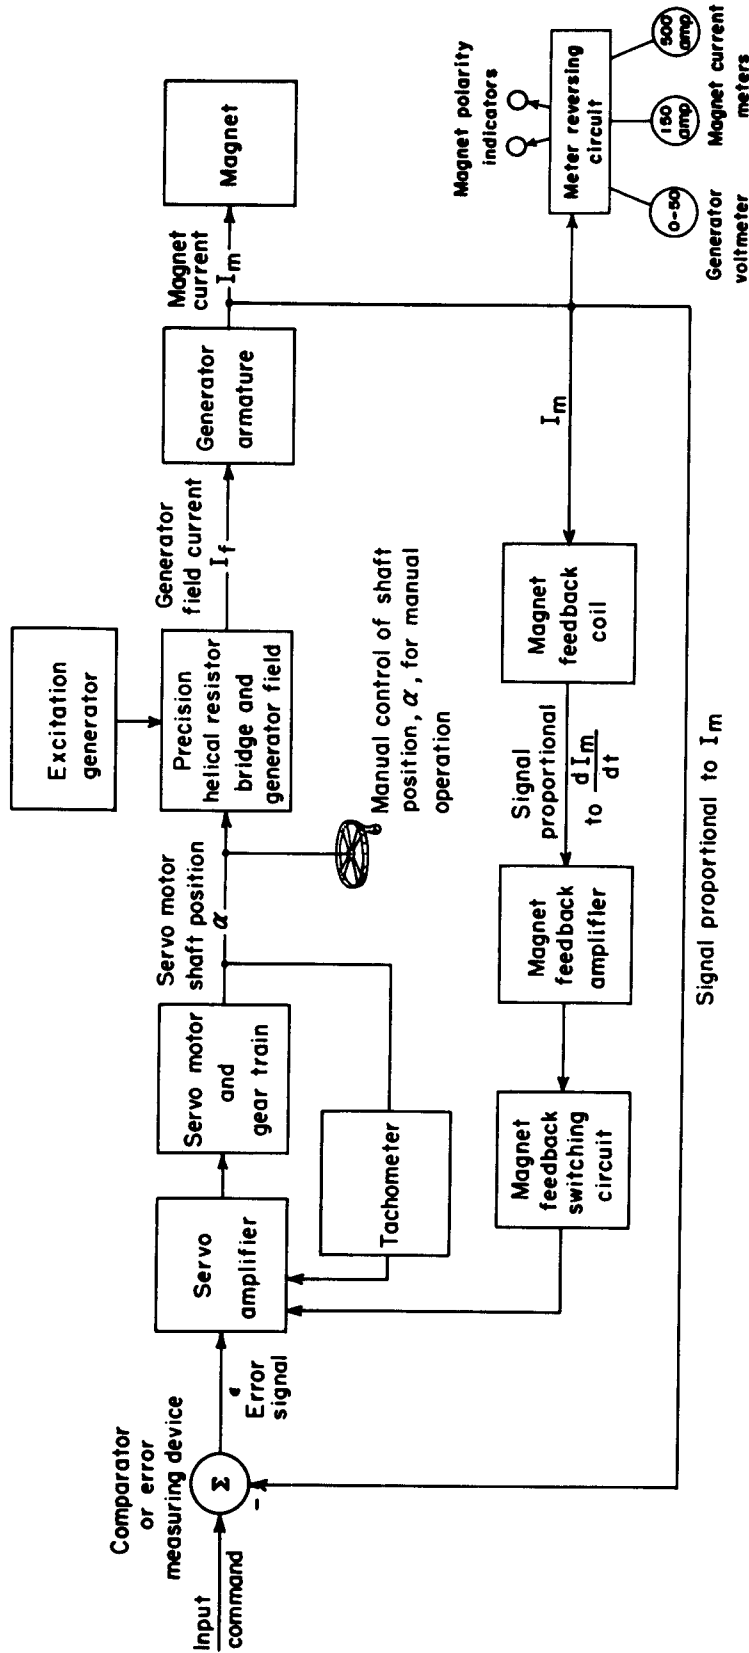 Input
command
Comparator
or error
measuring device
Σ
-
ϵ
Error
signal
Servo
amplifier
Servo motor
and
gear train
Tachometer
Servo motor
shaft position
α
Manual control of shaft
position, α, for manual
operation
Excitation
generator
Precision
helical resistor
bridge and
generator field
Generator
field current
If
Generator
armature
Magnet
current
Im
Magnet
Magnet polarity
indicators
Meter reversing
circuit
0-50
150
amp
500
amp
Generator
voltmeter
Magnet current
meters
Im
Magnet
feedback
coil
Signal
proportional
to d Im
dt
Magnet
feedback
amplifier
Magnet
feedback
switching
circuit
Signal proportional to Im